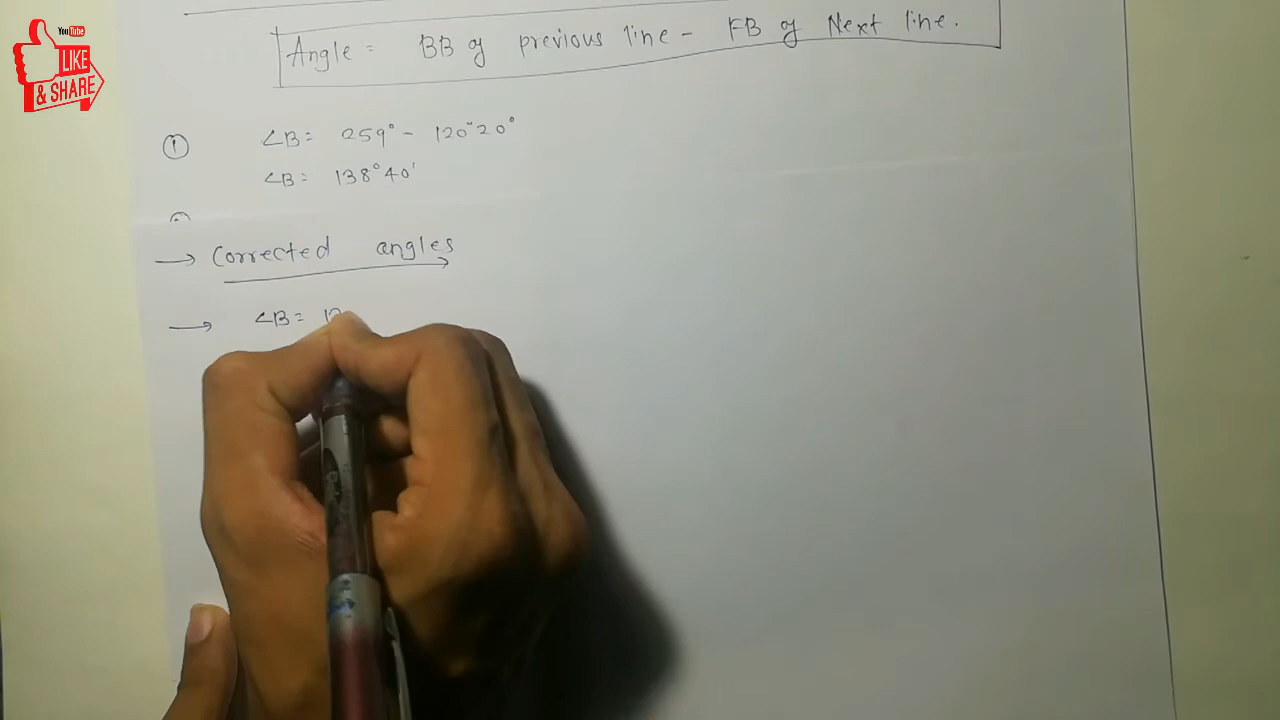 YouTube
LIKE
& SHARE
Angle = BB of previous line - FB of Next line.
① ∠B = 259° - 120°20°
∠B = 138°40'
→ Corrected angles
→ ∠B =